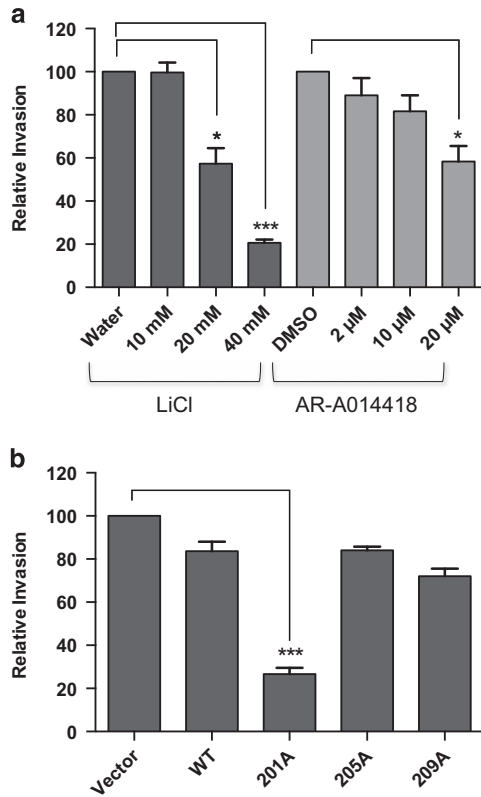 a
Relative Invasion
120
100
80
60
40
20
0
*
***
*
Water
10 mM
20 mM
40 mM
DMSO
2 µM
10 µM
20 µM
LiCl
AR-A014418
b
Relative Invasion
120
100
80
60
40
20
0
***
Vector
WT
201A
205A
209A